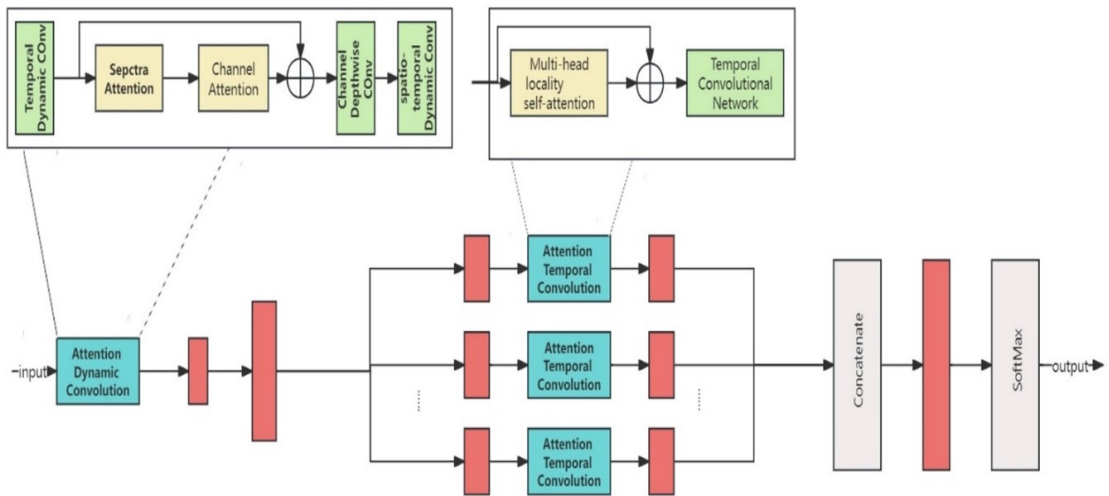 Temporal
Dynamic COnv
Sepctra
Attention
Channel
Attention
Channel
Depthwise
COnv
spatio-
temporal
Dynamic Conv
Multi-head
locality
self-attention
Temporal
Convolutional
Network
input
Attention
Dynamic
Convolution
Attention
Temporal
Convolution
Attention
Temporal
Convolution
Attention
Temporal
Convolution
Concatenate
SoftMax
output